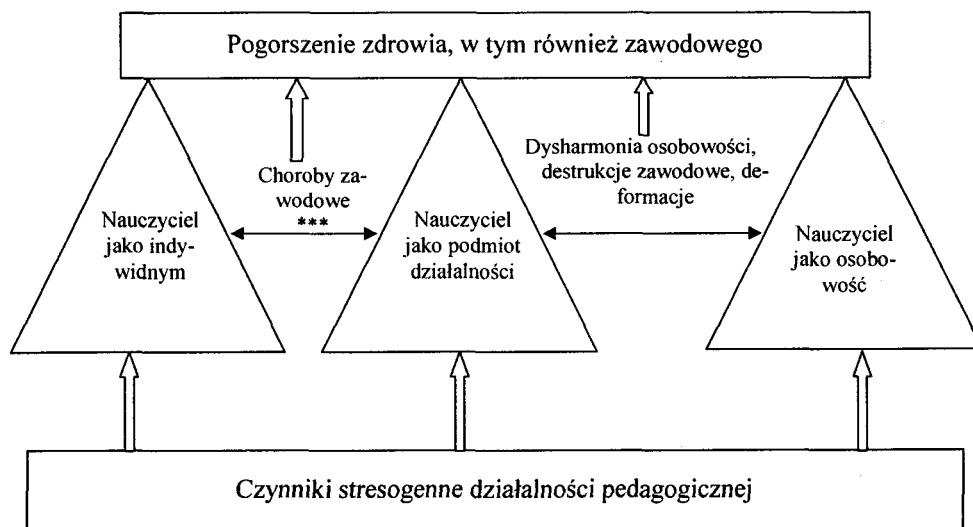 Pogorszenie zdrowia, w tym również zawodowego
Choroby za-
wodowe
***
Dysharmonia osobowości,
destrukcje zawodowe, de-
formacje
Nauczyciel
jako indy-
widnym
Nauczyciel
jako podmiot
działalności
Nauczyciel
jako osobo-
wość
Czynniki stresogenne działalności pedagogicznej